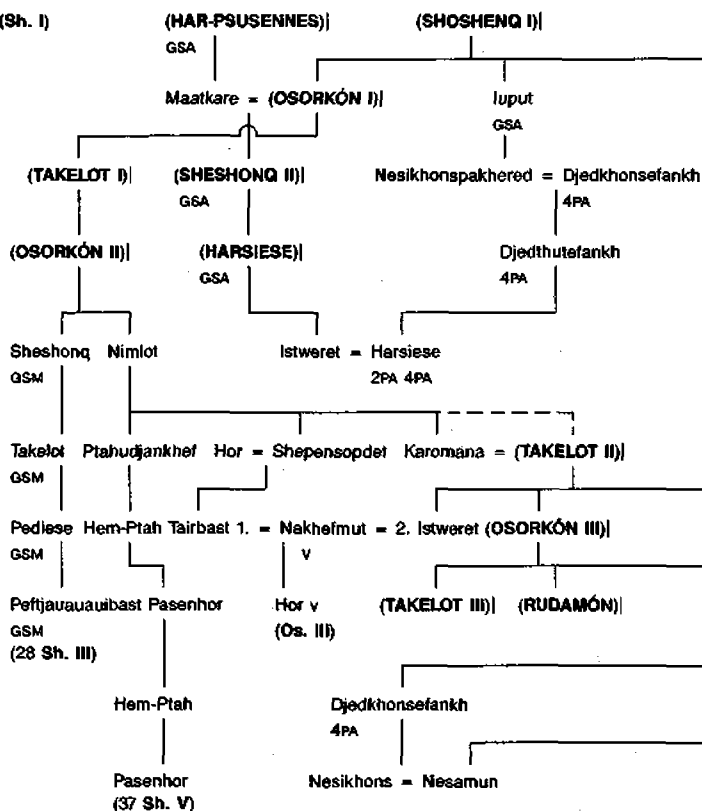 (Sh. I) (HAR-PSUSENNES)| (SHOSHENQ I)|
GSA
Maatkare = (OSORKÓN I)| Iuput
GSA
(TAKELOT I)| (SHESHONQ II)| Nesikhonspakhered = Djedkhonsefankh
GSA 4PA
(OSORKÓN II)| (HARSIESE)| Djedthutefankh
GSA 4PA
Sheshonq Nimlot Istweret = Harsiese
GSM 2PA 4PA
Takelot Ptahudjankhef Hor = Shepensopdet Karomana = (TAKELOT II)|
GSM
Pediese Hem-Ptah Tairbast 1. = Nakhefmut = 2. Istweret (OSORKÓN III)|
GSM V
Peftjauauauibast Pasenhor Hor V (TAKELOT III)| (RUDAMÓN)|
GSM (Os. III)
(28 Sh. III)
Hem-Ptah Djedkhonsefankh
4PA
Pasenhor Nesikhons = Nesamun
(37 Sh. V)